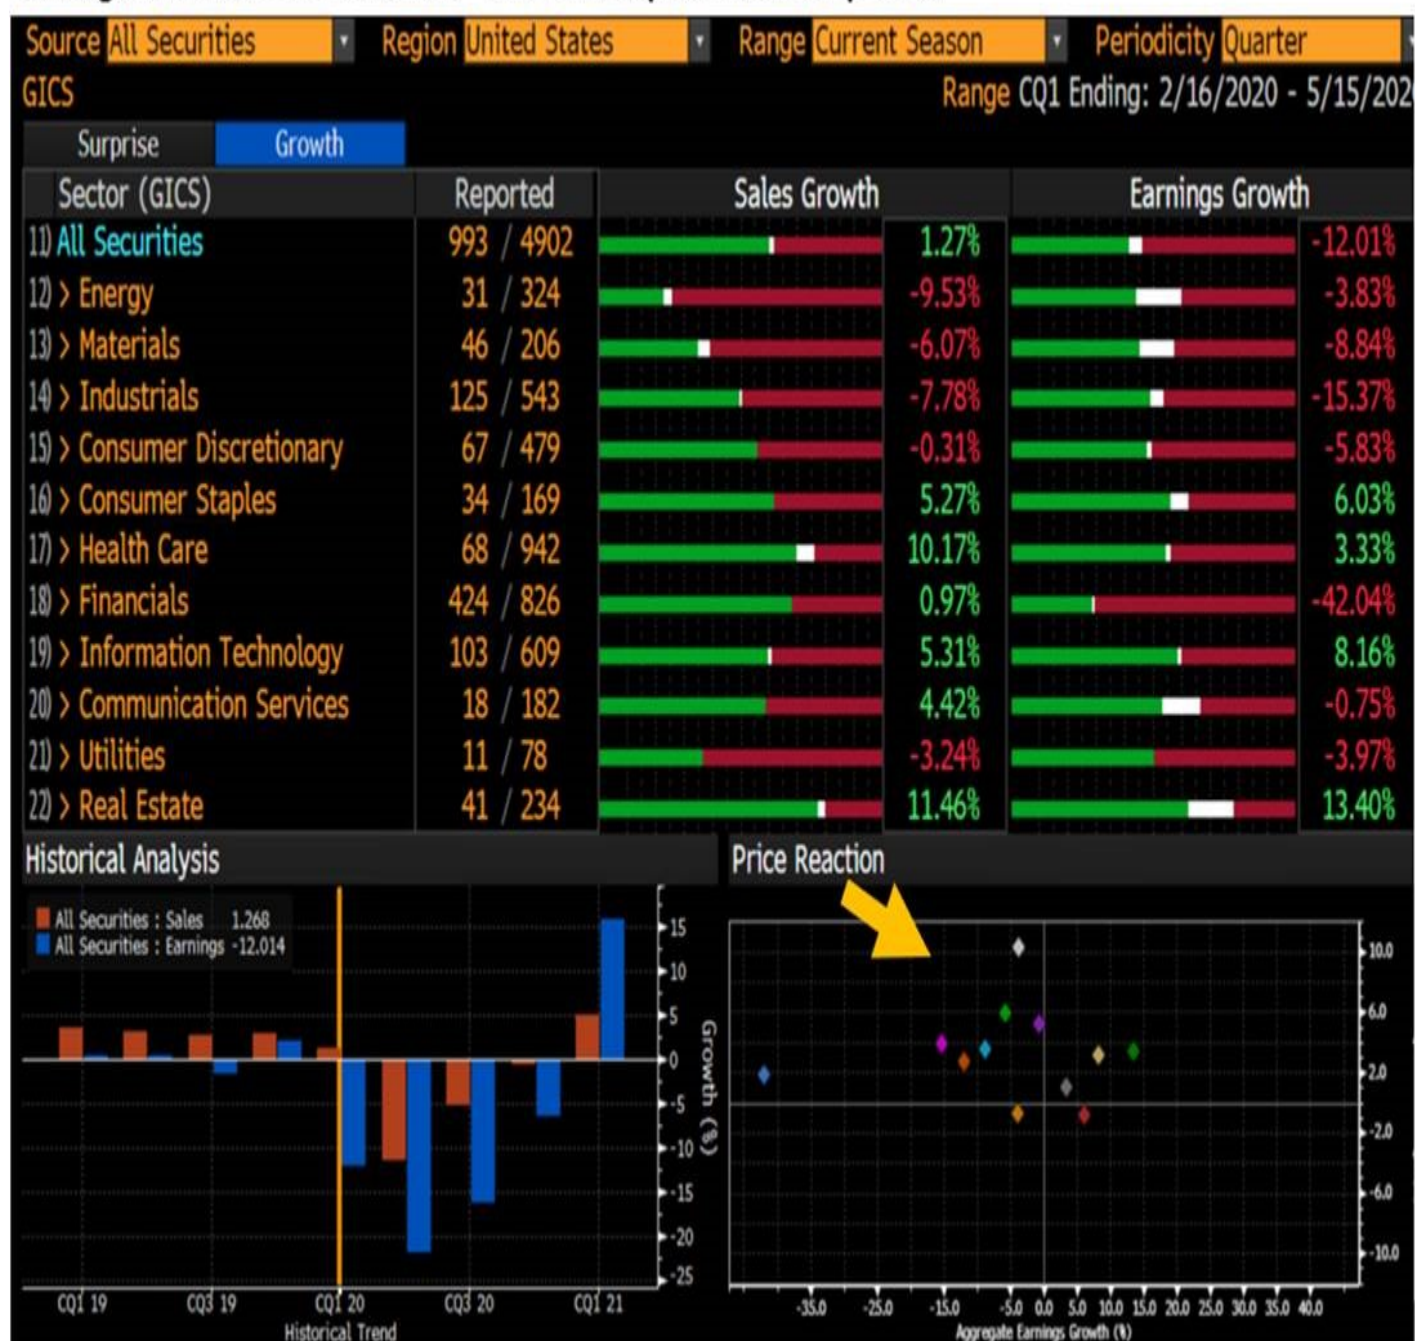 Source All Securities Region United States Range Current Season Periodicity Quarter
GICS Range CQ1 Ending: 2/16/2020 - 5/15/202
Surprise Growth
Sector (GICS) Reported Sales Growth Earnings Growth
11) All Securities 993 / 4902 1.27% -12.01%
12) > Energy 31 / 324 -9.53% -3.83%
13) > Materials 46 / 206 -6.07% -8.84%
14) > Industrials 125 / 543 -7.78% -15.37%
15) > Consumer Discretionary 67 / 479 -0.31% -5.83%
16) > Consumer Staples 34 / 169 5.27% 6.03%
17) > Health Care 68 / 942 10.17% 3.33%
18) > Financials 424 / 826 0.97% -42.04%
19) > Information Technology 103 / 609 5.31% 8.16%
20) > Communication Services 18 / 182 4.42% -0.75%
21) > Utilities 11 / 78 -3.24% -3.97%
22) > Real Estate 41 / 234 11.46% 13.40%
Historical Analysis
All Securities : Sales 1.268
All Securities : Earnings -12.014
15
10
5
0
-5
-10
-15
-20
-25
Growth (%)
CQ1 19 CQ3 19 CQ1 20 CQ3 20 CQ1 21
Historical Trend
Price Reaction
10.0
6.0
2.0
-2.0
-6.0
-10.0
-35.0 -25.0 -15.0 -5.0 0.0 5.0 10.0 15.0 20.0 25.0 30.0 35.0 40.0
Aggregate Earnings Growth (%)